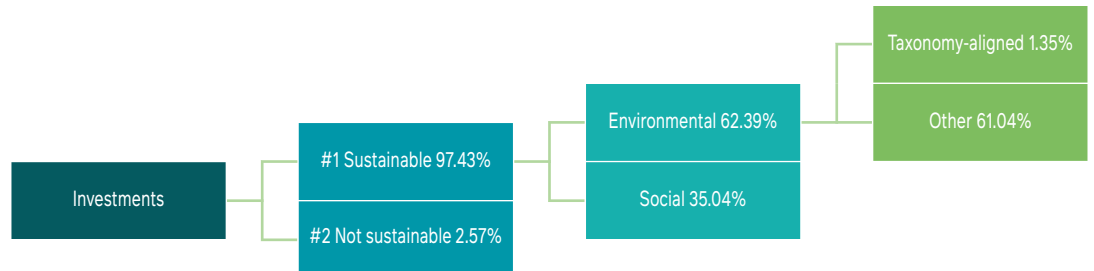 Investments
#1 Sustainable 97.43%
#2 Not sustainable 2.57%
Environmental 62.39%
Social 35.04%
Taxonomy-aligned 1.35%
Other 61.04%